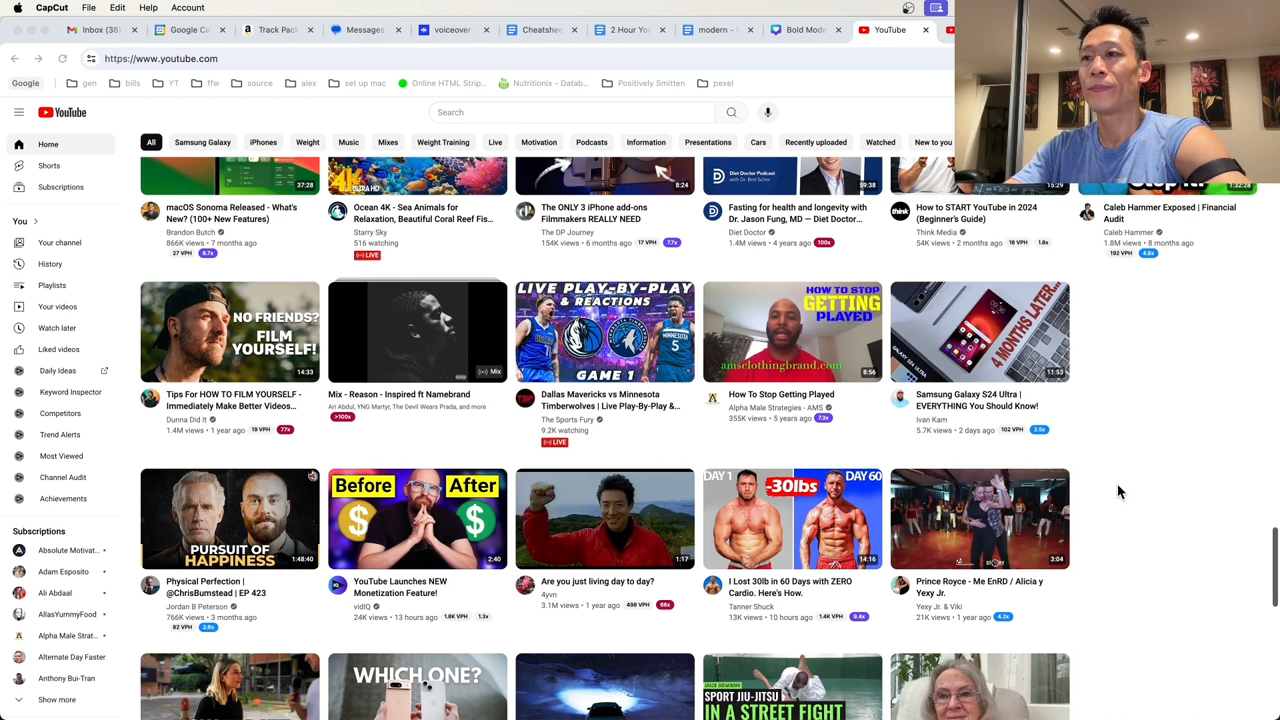 CapCut File Edit Help Account
Inbox (38) Google Ca Track Pac Messages voiceover. Cheatshee 2 Hour Yo modern - V Bold Mode YouTube
https://www.youtube.com
Google gen bills YT ffw source alex set up mac Online HTML Strip... Nutritionix - Datab... Positively Smitten pexel
YouTube
Search
Home
Shorts
Subscriptions
You
Your channel
History
Playlists
Your videos
Watch later
Liked videos
Daily Ideas
Keyword Inspector
Competitors
Trend Alerts
Most Viewed
Channel Audit
Achievements
Subscriptions
Absolute Motivat...
Adam Esposito
Ali Abdaal
AllasYummyFood
Alpha Male Strat...
Alternate Day Faster
Anthony Bui-Tran
Show more
All Samsung Galaxy iPhones Weight Music Mixes Weight Training Live Motivation Podcasts Information Presentations Cars Recently uploaded Watched New to you
37:28
macOS Sonoma Released - What's
New? (100+ New Features)
Brandon Butch
866K views • 7 months ago
27 VPH 8.7x
ULTRA HD
Ocean 4K - Sea Animals for
Relaxation, Beautiful Coral Reef Fis...
Starry Sky
516 watching
LIVE
8:24
The ONLY 3 iPhone add-ons
Filmmakers REALLY NEED
The DP Journey
154K views • 6 months ago 17 VPH 7.7x
Diet Doctor Podcast
with Dr. Bret Scher
59:38
Fasting for health and longevity with
Dr. Jason Fung, MD — Diet Doctor...
Diet Doctor
1.4M views • 4 years ago 100x
15:29
think
How to START YouTube in 2024
(Beginner's Guide)
Think Media
54K views • 2 months ago 18 VPH 1.8x
1:32:28
Caleb Hammer Exposed | Financial
Audit
Caleb Hammer
1.8M views • 8 months ago
192 VPH 4.8x
NO FRIENDS?
FILM
YOURSELF!
14:33
Tips For HOW TO FILM YOURSELF -
Immediately Make Better Videos...
Dunna Did It
1.4M views • 1 year ago 19 VPH 77x
Mix
Mix - Reason - Inspired ft Namebrand
Ari Abdul, YNG Martyr, The Devil Wears Prada, and more
>100x
LIVE PLAY-BY-PLAY
& REACTIONS
GAME 1
MINNESOTA
5
Dallas Mavericks vs Minnesota
Timberwolves | Live Play-By-Play &...
TSF
The Sports Fury
9.2K watching
LIVE
HOW TO STOP
GETTING
PLAYED
amsclothingbrand.com
8:56
How To Stop Getting Played
Alpha Male Strategies - AMS
355K views • 5 years ago 7.3x
4 MONTHS LATER...
GALAXY S24 ULTRA
11:53
Samsung Galaxy S24 Ultra |
EVERYTHING You Should Know!
Ivan Kam
5.7K views • 2 days ago 102 VPH 2.5x
PURSUIT OF
HAPPINESS
1:48:40
Physical Perfection |
@ChrisBumstead | EP 423
Jordan B Peterson
766K views • 3 months ago
82 VPH 2.6x
Before After
$ $
2:40
YouTube Launches NEW
Monetization Feature!
vidIQ
24K views • 13 hours ago 1.8K VPH 1.3x
1:17
Are you just living day to day?
4yvn
3.1M views • 1 year ago 498 VPH 66x
DAY 1 -30lbs DAY 60
14:16
I Lost 30lb in 60 Days with ZERO
Cardio. Here's How.
Tanner Shuck
13K views • 10 hours ago 1.4K VPH 9.4x
3:04
Prince Royce - Me EnRD / Alicia y
Yexy Jr.
Yexy Jr. & Viki
21K views • 1 year ago 4.2x
WHICH ONE?
SPORT JIU-JITSU
IN A STREET FIGHT